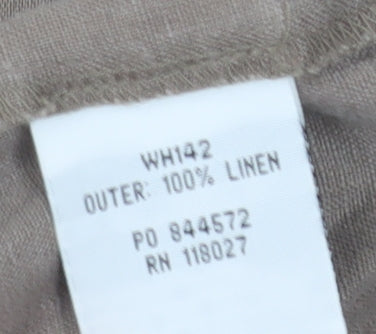 WH142
OUTER: 100% LINEN
PO 844572
RN 118027